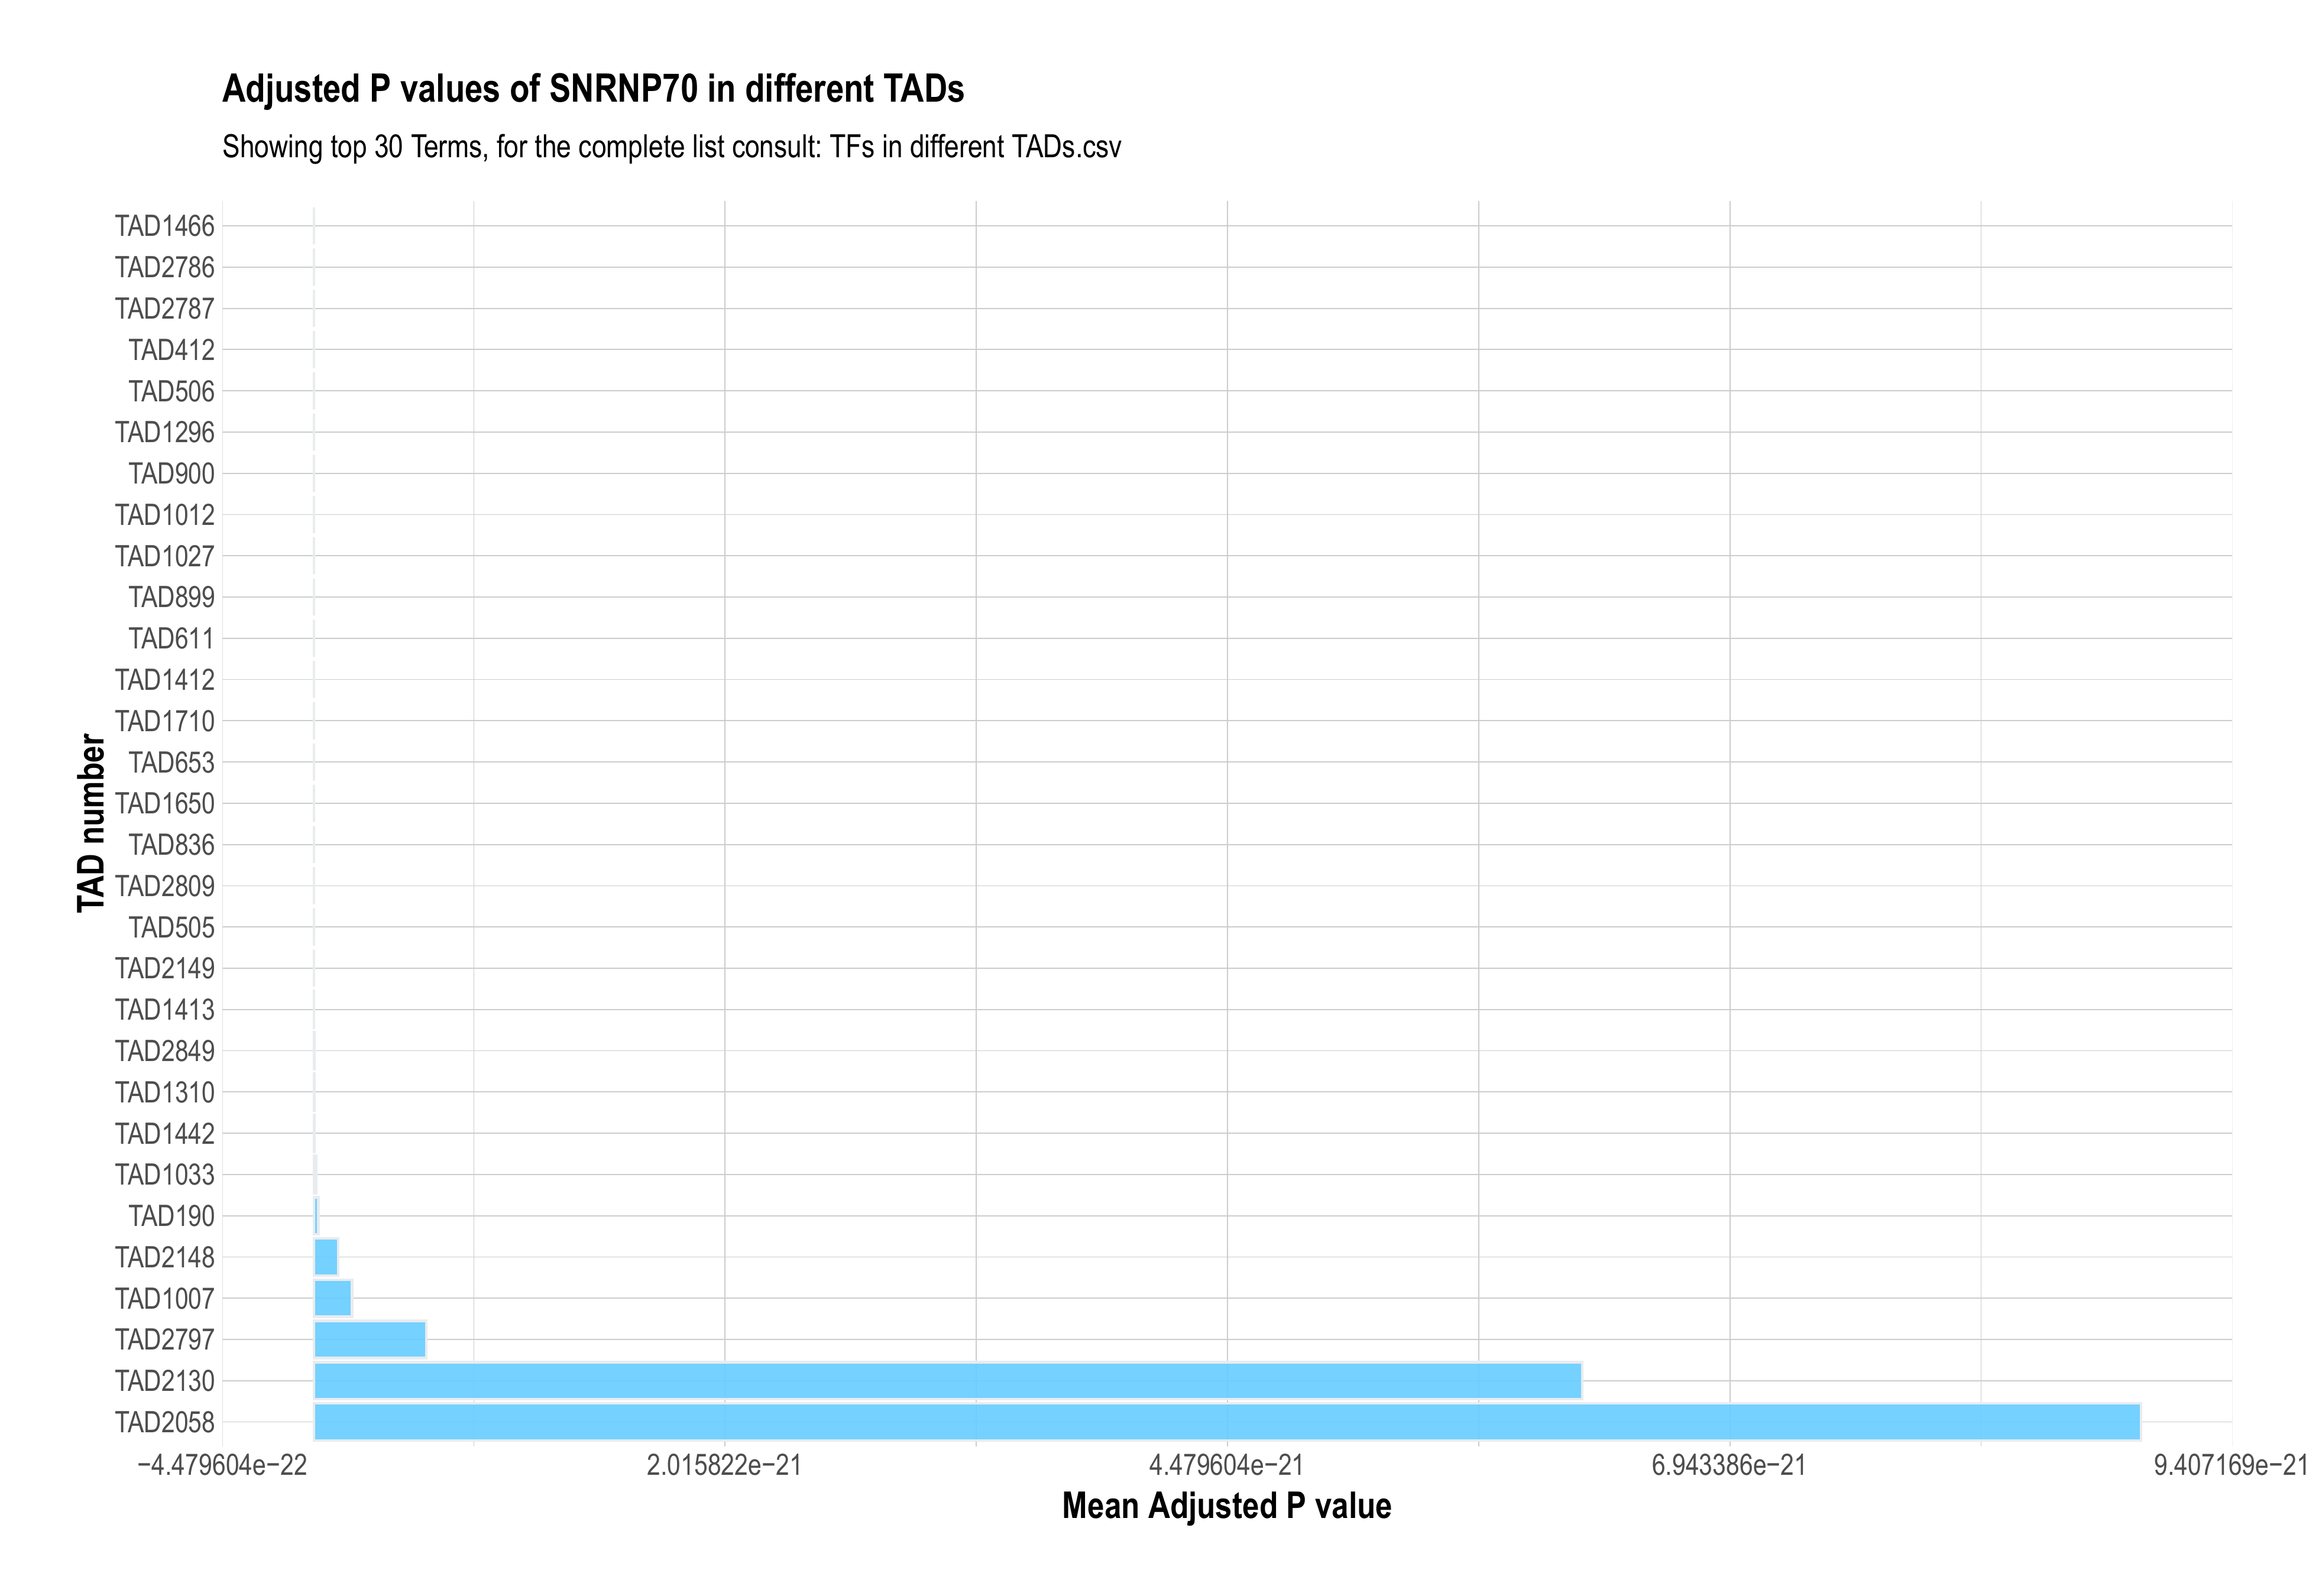 Adjusted P values of SNRNP70 in different TADs
Showing top 30 Terms, for the complete list consult: TFs in different TADs.csv
TAD number
TAD1466
TAD2786
TAD2787
TAD412
TAD506
TAD1296
TAD900
TAD1012
TAD1027
TAD899
TAD611
TAD1412
TAD1710
TAD653
TAD1650
TAD836
TAD2809
TAD505
TAD2149
TAD1413
TAD2849
TAD1310
TAD1442
TAD1033
TAD190
TAD2148
TAD1007
TAD2797
TAD2130
TAD2058
−4.479604e−22 2.015822e−21 4.479604e−21 6.943386e−21 9.407169e−21
Mean Adjusted P value